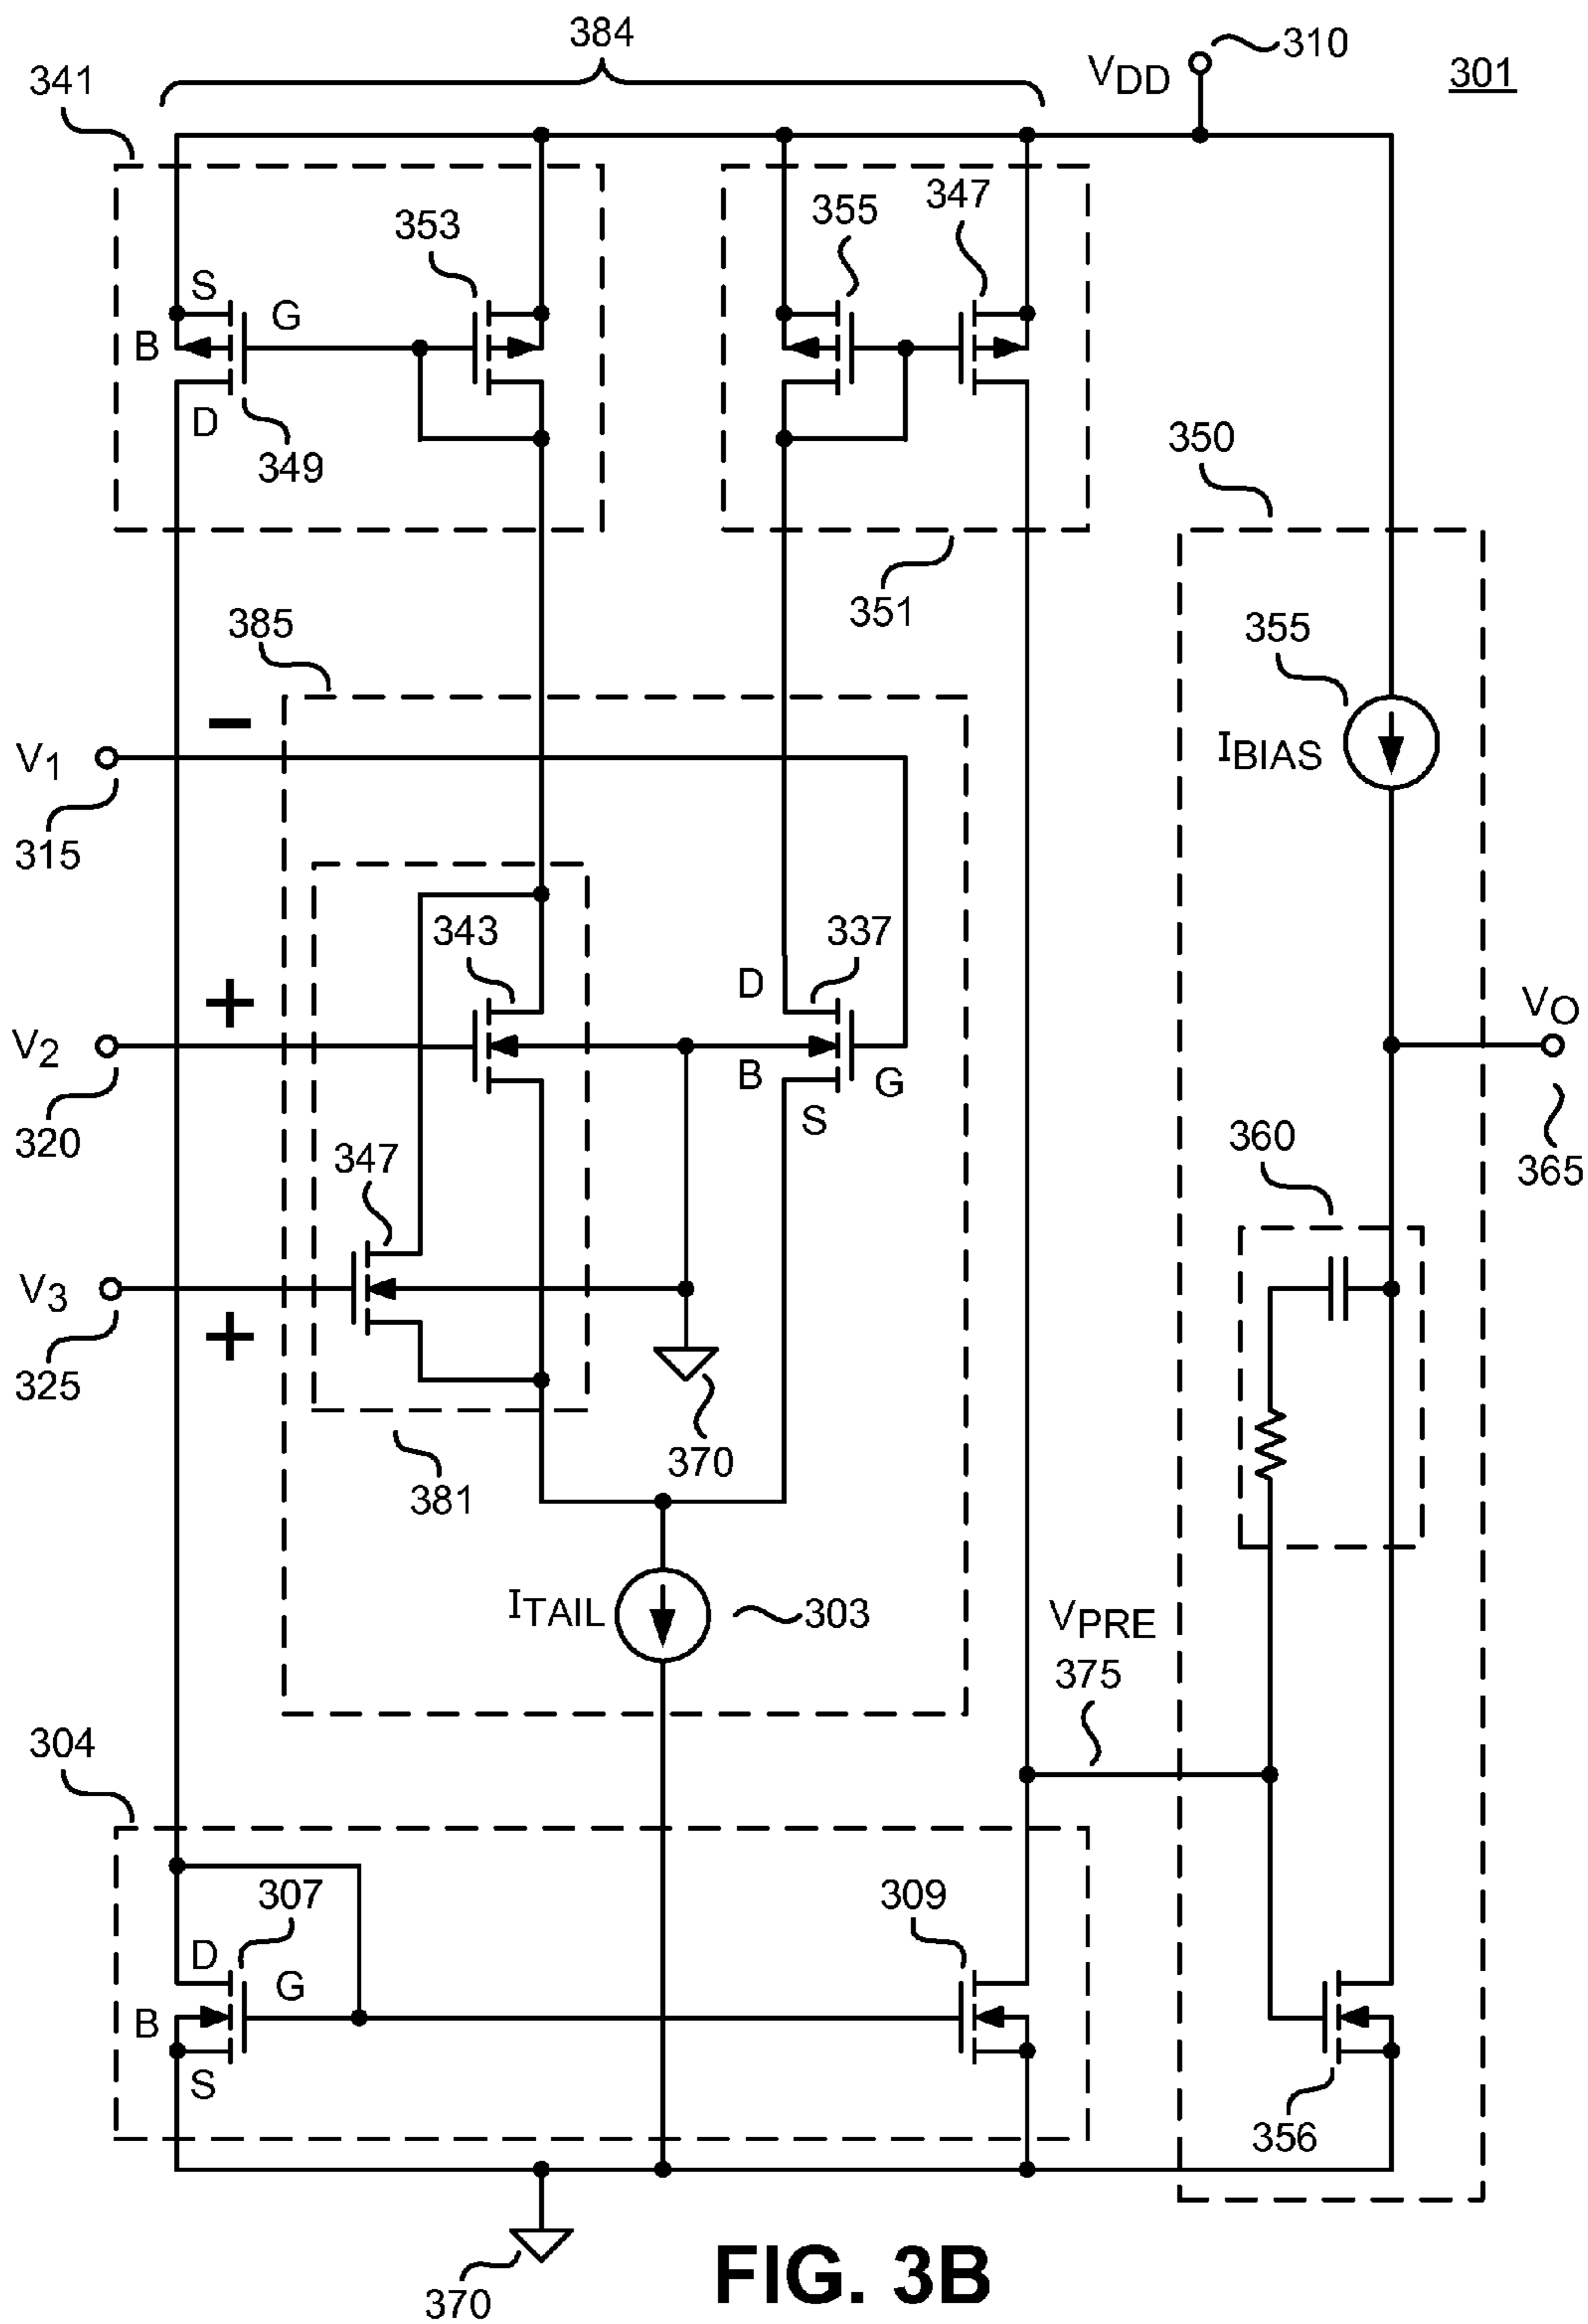 384
310
VDD
301
341
353
355
347
S
G
B
D
349
350
351
385
355
IBIAS
−
V1
315
343
337
D
+
V2
B
G
S
320
VO
365
360
347
V3
+
325
370
381
ITAIL
303
VPRE
375
304
307
309
D
G
B
S
356
370
FIG. 3B